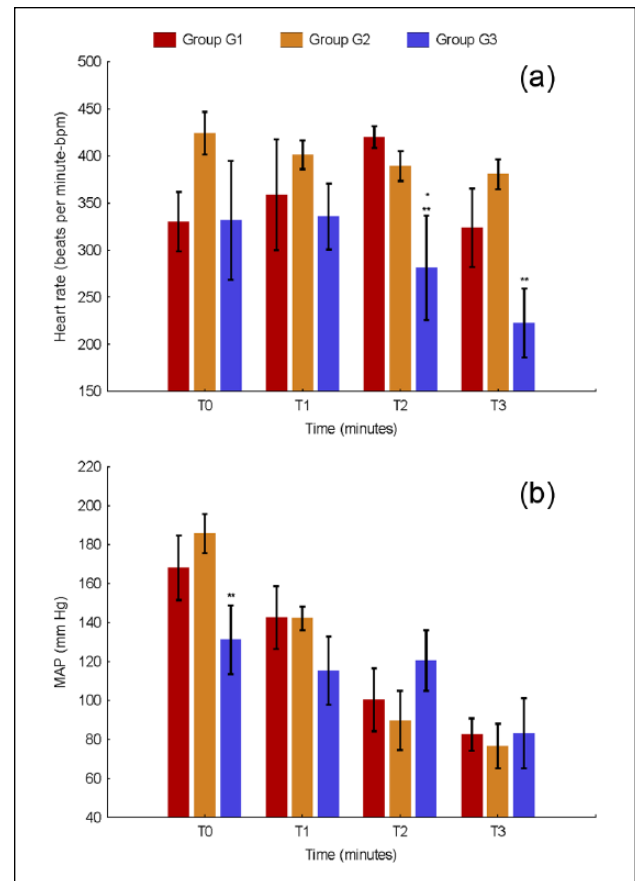 Group G1 Group G2 Group G3
(a)
500
450
400
350
300
250
200
150
Heart rate (beats per minute-bpm)
*
**
**
T0 T1 T2 T3
Time (minutes)
(b)
220
200
180
160
140
120
100
80
60
40
MAP (mm Hg)
**
T0 T1 T2 T3
Time (minutes)